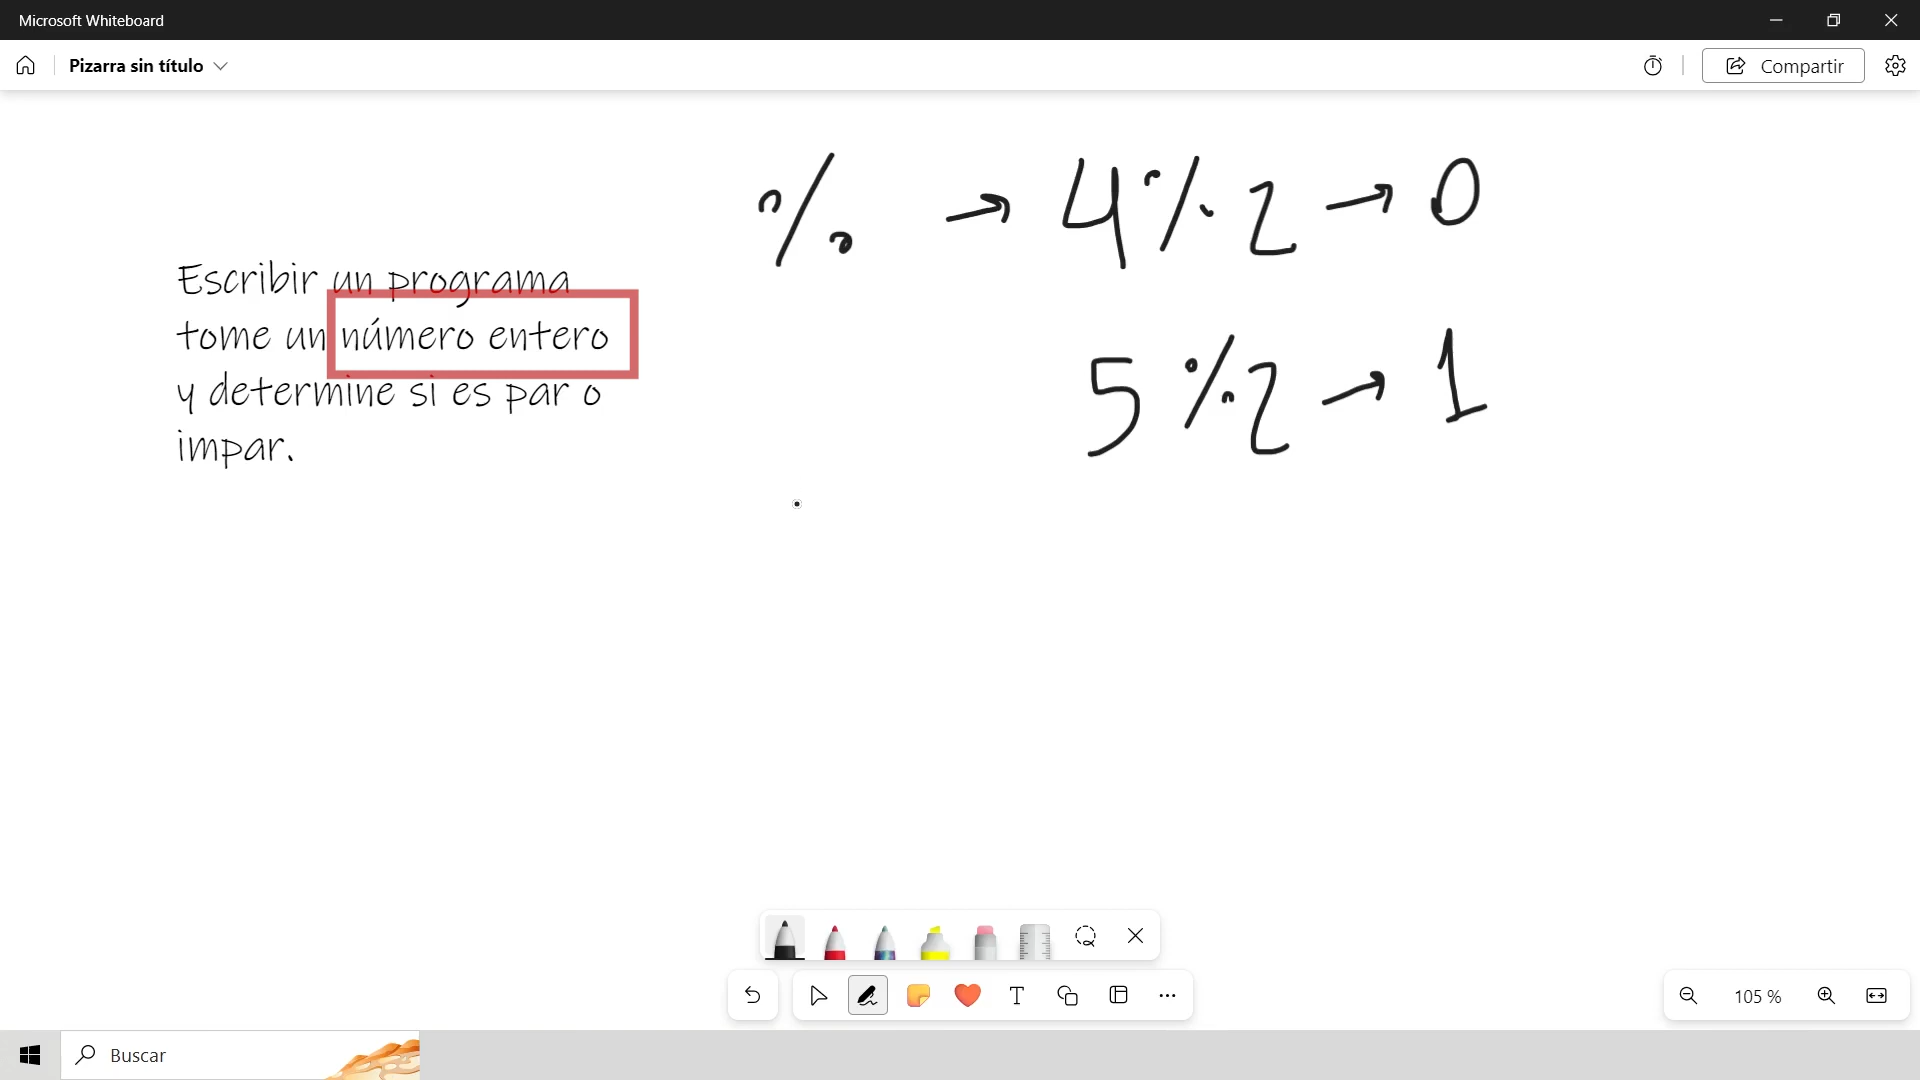 Microsoft Whiteboard
Pizarra sin título
Compartir
% → 4 % 2 → 0
Escribir un programa
tome un número entero
y determine si es par o
impar.
5 % 2 → 1
105 %
Buscar